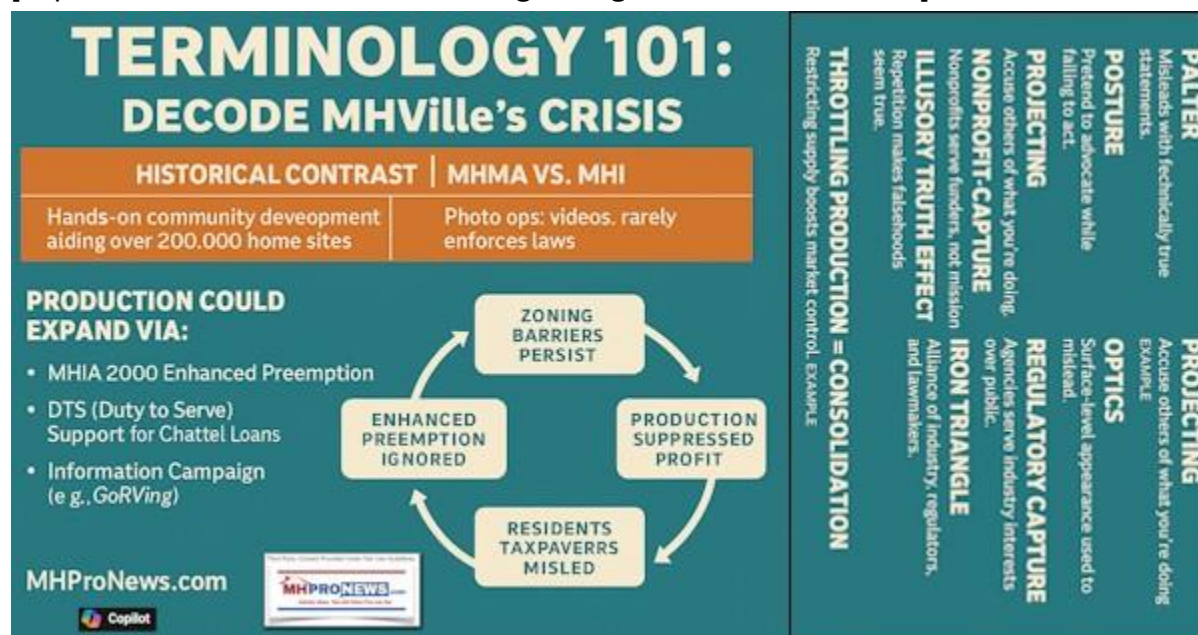 TERMINOLOGY 101:
DECODE MHVille's CRISIS
HISTORICAL CONTRAST | MHMA VS. MHI
Hands-on community deveopment
aiding over 200.000 home sites
Photo ops: videos. rarely
enforces laws
PRODUCTION COULD
EXPAND VIA:
• MHIA 2000 Enhanced Preemption
• DTS (Duty to Serve)
Support for Chattel Loans
• Information Campaign
(e g., GoRVing)
ZONING
BARRIERS
PERSIST
PRODUCTION
SUPPRESSED
PROFIT
RESIDENTS
TAXPAVERRS
MISLED
ENHANCED
PREEMPTION
IGNORED
MHProNews.com
MHPRONEWS.com
Copilot
PALTER
Misleads with fechnically true
statements.
POSTURE
Pretend to advocate while
failing to act.
PROJECTING
Accuse others of what you're doing.
NONPROFIT-CAPTURE
Nonprofits serve funders, not mission
ILLUSORY TRUTH EFFECT
Repetition makes falsehoods
seem true.
PROJECTING
Accuse others of what you're doing
EXAMPLE
OPTICS
Surface-level appearance used to
mislead.
REGULATORY CAPTURE
Agencies serve industry interests
over public.
IRON TRIANGLE
Alliance of industry, regulators,
and lawmakers.
THROTTLING PRODUCTION = CONSOLIDATION
Restricting supply boosts market control. EXAMPLE